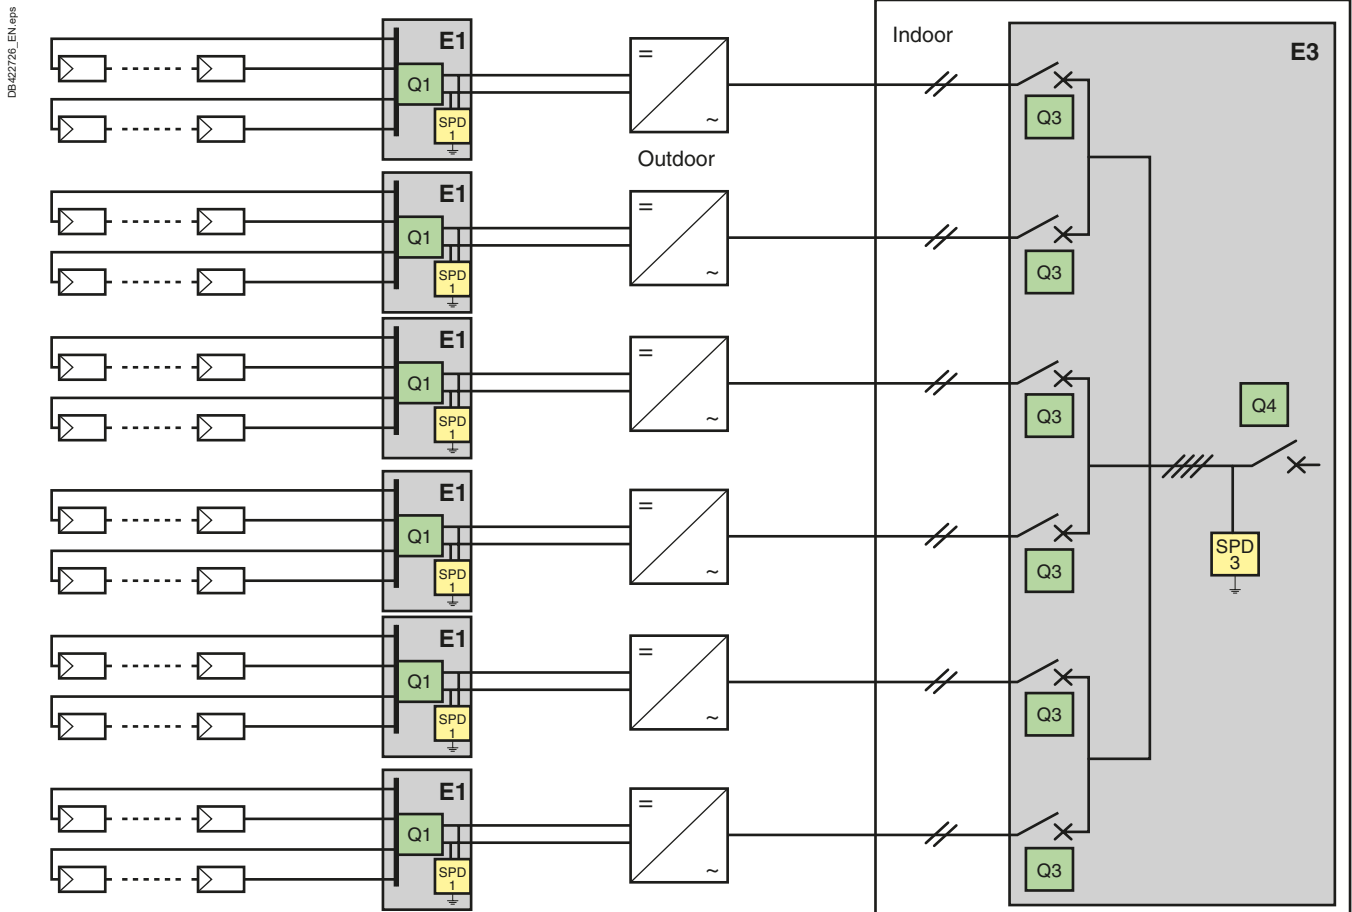 DB422726_EN.eps
Indoor
E3
E1
Q1
SPD
1
=
~
Q3
Outdoor
E1
Q1
SPD
1
=
~
Q3
E1
Q1
SPD
1
=
~
Q3
Q4
E1
Q1
SPD
1
=
~
Q3
SPD
3
E1
Q1
SPD
1
=
~
Q3
E1
Q1
SPD
1
=
~
Q3